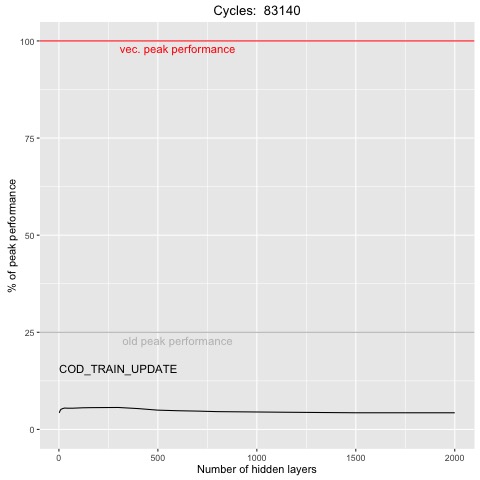 Cycles: 83140
100
vec. peak performance
75
% of peak performance
50
25
old peak performance
COD_TRAIN_UPDATE
0
0 500 1000 1500 2000
Number of hidden layers